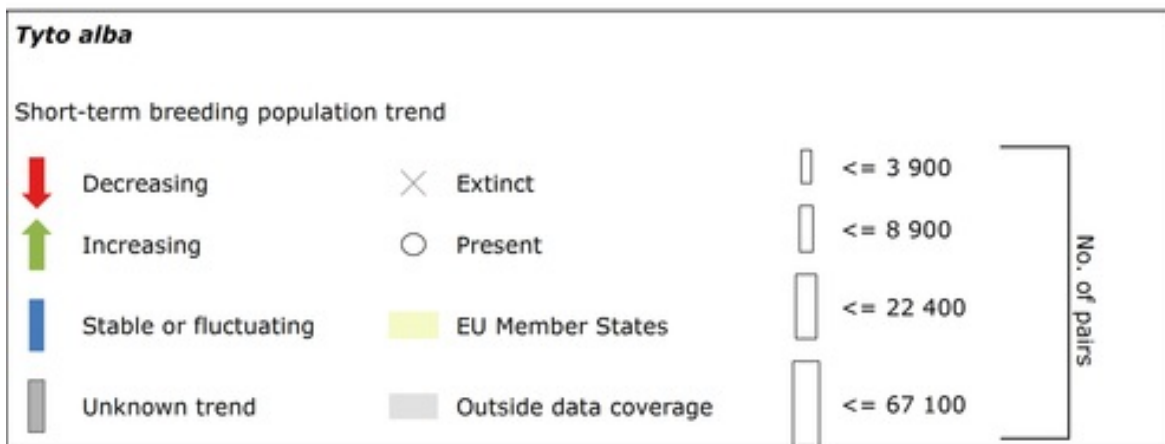 Tyto alba
Short-term breeding population trend
Decreasing
Increasing
Stable or fluctuating
Unknown trend
Extinct
Present
EU Member States
Outside data coverage
<= 3 900
<= 8 900
<= 22 400
<= 67 100
No. of pairs